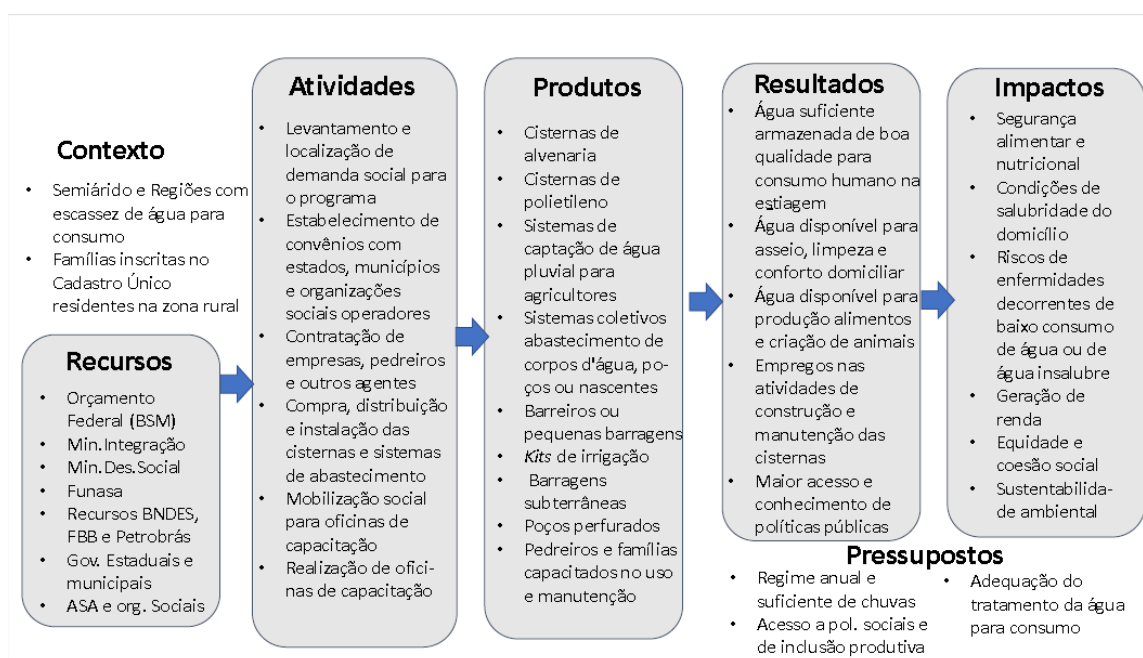 Contexto
• Semiárido e Regiões com
escassez de água para
consumo
• Famílias inscritas no
Cadastro Único
residentes na zona rural
Recursos
• Orçamento
Federal (BSM)
• Min.Integração
• Min.Des.Social
• Funasa
• Recursos BNDES,
FBB e Petrobrás
• Gov. Estaduais e
municipais
• ASA e org. Sociais
Atividades
• Levantamento e
localização de
demanda social para
o programa
• Estabelecimento de
convênios com
estados, municípios
e organizações
sociais operadores
• Contratação de
empresas, pedreiros
e outros agentes
• Compra, distribuição
e instalação das
cisternas e sistemas
de abastecimento
• Mobilização social
para oficinas de
capacitação
• Realização de ofici-
nas de capacitação
Produtos
• Cisternas de
alvenaria
• Cisternas de
polietileno
• Sistemas de
captação de água
pluvial para
agricultores
• Sistemas coletivos
abastecimento de
corpos d'água, po-
ços ou nascentes
• Barreiros ou
pequenas barragens
• Kits de irrigação
• Barragens
subterrâneas
• Poços perfurados
• Pedreiros e famílias
capacitados no uso
e manutenção
Resultados
• Água suficiente
armazenada de boa
qualidade para
consumo humano na
estiagem
• Água disponível para
asseio, limpeza e
conforto domiciliar
• Água disponível para
produção alimentos
e criação de animais
• Empregos nas
atividades de
construção e
manutenção das
cisternas
• Maior acesso e
conhecimento de
políticas públicas
Impactos
• Segurança
alimentar e
nutricional
• Condições de
salubridade do
domicílio
• Riscos de
enfermidades
decorrentes de
baixo consumo
de água ou de
água insalubre
• Geração de
renda
• Equidade e
coesão social
• Sustentabilida-
de ambiental
Pressupostos
• Regime anual e
suficiente de chuvas
• Acesso a pol. sociais e
de inclusão produtiva
• Adequação do
tratamento da água
para consumo